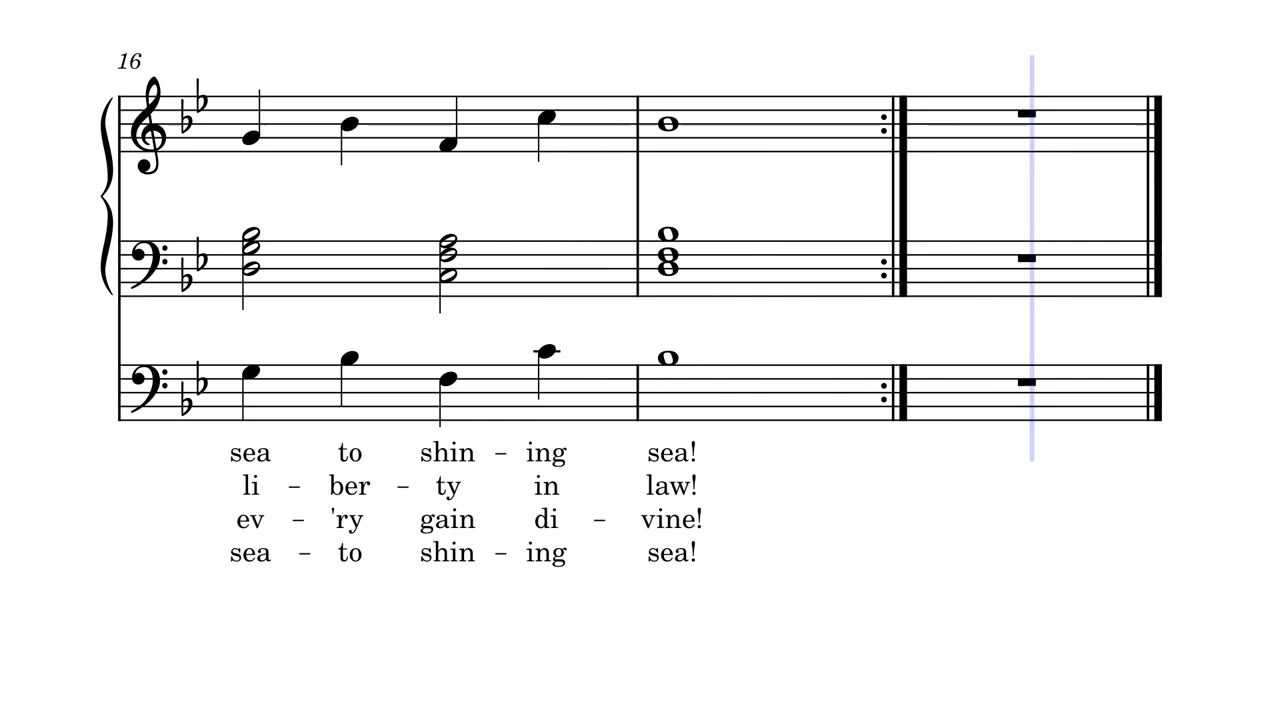 16
sea to shin – ing sea!
li – ber – ty in law!
ev – 'ry gain di – vine!
sea – to shin – ing sea!